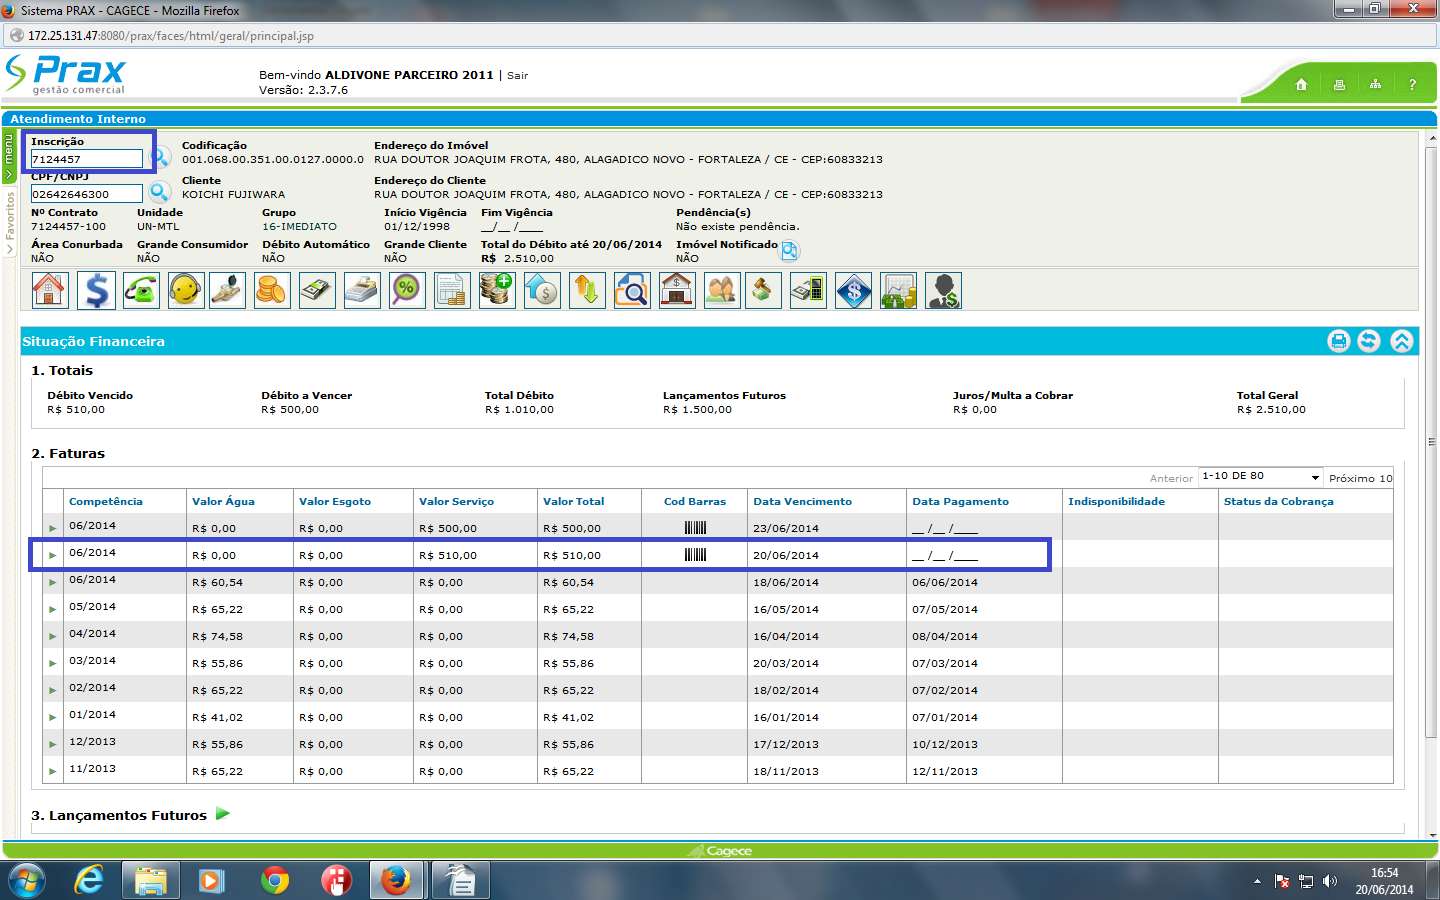 Sistema PRAX - CAGECE - Mozilla Firefox
172.25.131.47:8080/prax/faces/html/geral/principal.jsp
Prax
gestão comercial
Bem-vindo ALDIVONE PARCEIRO 2011 | Sair
Versão: 2.3.7.6
?
Atendimento Interno
menu
Favoritos
Inscrição Codificação Endereço do Imóvel
7124457 001.068.00.351.00.0127.0000.0 RUA DOUTOR JOAQUIM FROTA, 480, ALAGADICO NOVO - FORTALEZA / CE - CEP:60833213
CPF/CNPJ Cliente Endereço do Cliente
02642646300 KOICHI FUJIWARA RUA DOUTOR JOAQUIM FROTA, 480, ALAGADICO NOVO - FORTALEZA / CE - CEP:60833213
Nº Contrato Unidade Grupo Início Vigência Fim Vigência Pendência(s)
7124457-100 UN-MTL 16-IMEDIATO 01/12/1998 __/__ /____ Não existe pendência.
Área Conurbada Grande Consumidor Débito Automático Grande Cliente Total do Débito até 20/06/2014 Imóvel Notificado
NÃO NÃO NÃO NÃO R$ 2.510,00 NÃO
Situação Financeira
1. Totais
Débito Vencido Débito a Vencer Total Débito Lançamentos Futuros Juros/Multa a Cobrar Total Geral
R$ 510,00 R$ 500,00 R$ 1.010,00 R$ 1.500,00 R$ 0,00 R$ 2.510,00
2. Faturas
Anterior 1-10 DE 80 Próximo 10
Competência Valor Água Valor Esgoto Valor Serviço Valor Total Cod Barras Data Vencimento Data Pagamento Indisponibilidade Status da Cobrança
06/2014 R$ 0,00 R$ 0,00 R$ 500,00 R$ 500,00 23/06/2014 __ /__ /____
06/2014 R$ 0,00 R$ 0,00 R$ 510,00 R$ 510,00 20/06/2014 __ /__ /____
06/2014 R$ 60,54 R$ 0,00 R$ 0,00 R$ 60,54 18/06/2014 06/06/2014
05/2014 R$ 65,22 R$ 0,00 R$ 0,00 R$ 65,22 16/05/2014 07/05/2014
04/2014 R$ 74,58 R$ 0,00 R$ 0,00 R$ 74,58 16/04/2014 08/04/2014
03/2014 R$ 55,86 R$ 0,00 R$ 0,00 R$ 55,86 20/03/2014 07/03/2014
02/2014 R$ 65,22 R$ 0,00 R$ 0,00 R$ 65,22 18/02/2014 07/02/2014
01/2014 R$ 41,02 R$ 0,00 R$ 0,00 R$ 41,02 16/01/2014 07/01/2014
12/2013 R$ 55,86 R$ 0,00 R$ 0,00 R$ 55,86 17/12/2013 10/12/2013
11/2013 R$ 65,22 R$ 0,00 R$ 0,00 R$ 65,22 18/11/2013 12/11/2013
3. Lançamentos Futuros
Cagece
16:54
20/06/2014